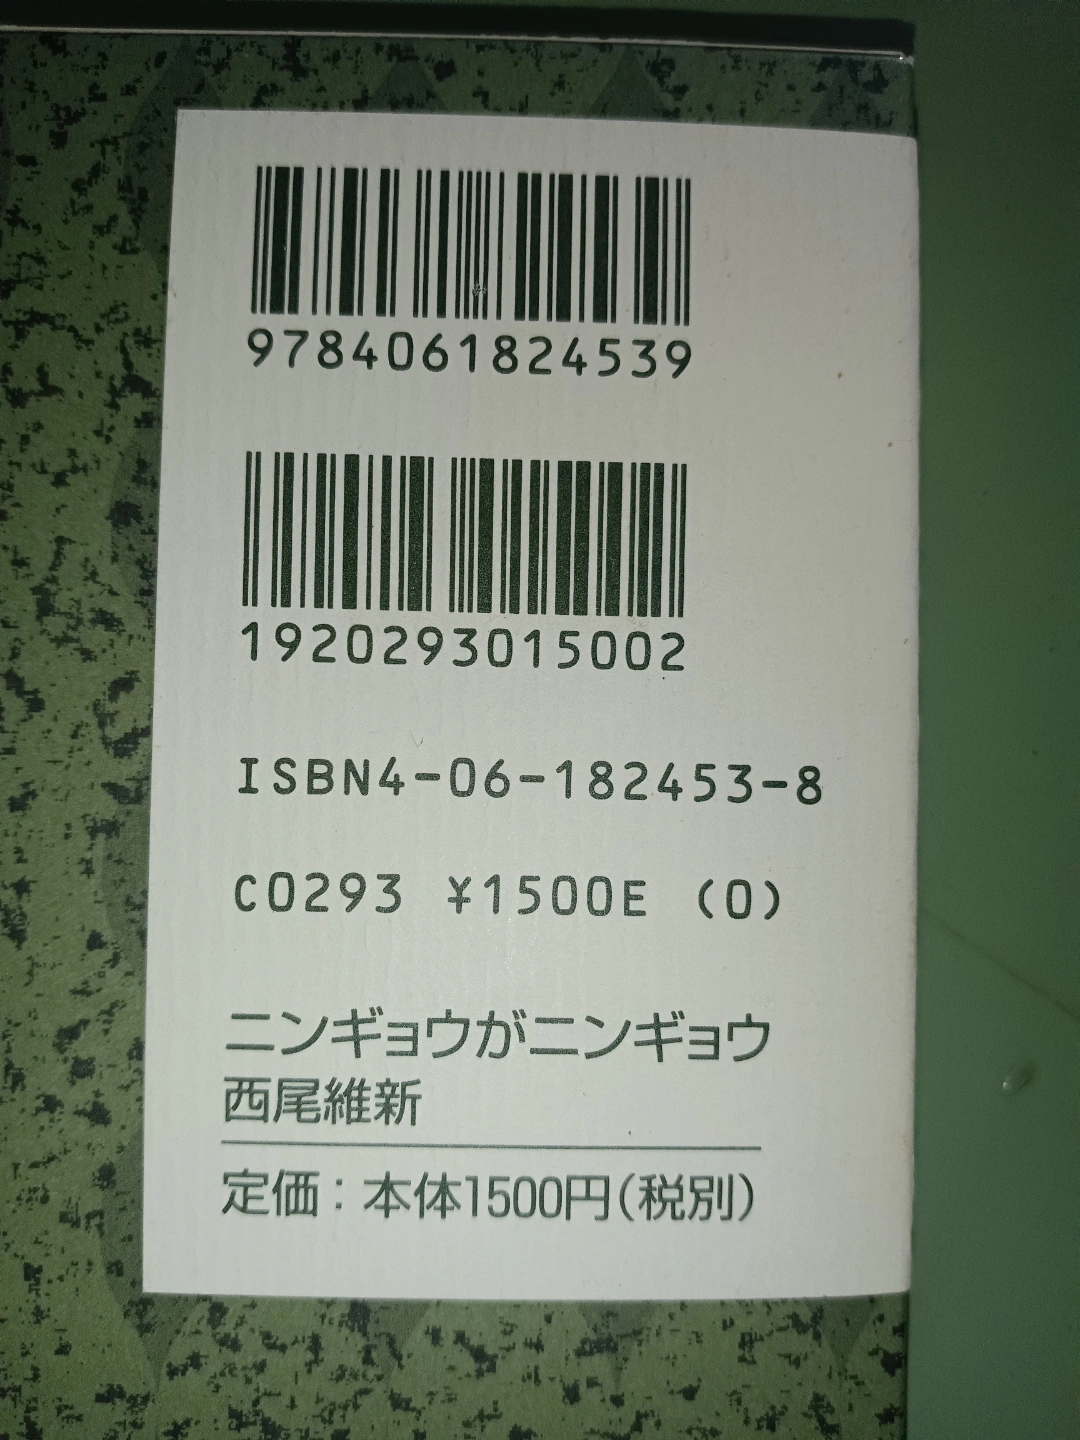 9784061824539
1920293015002
ISBN4-06-182453-8
C0293 ¥1500E (0)
ニンギョウがニンギョウ
西尾維新
定価:本体1500円(税別)